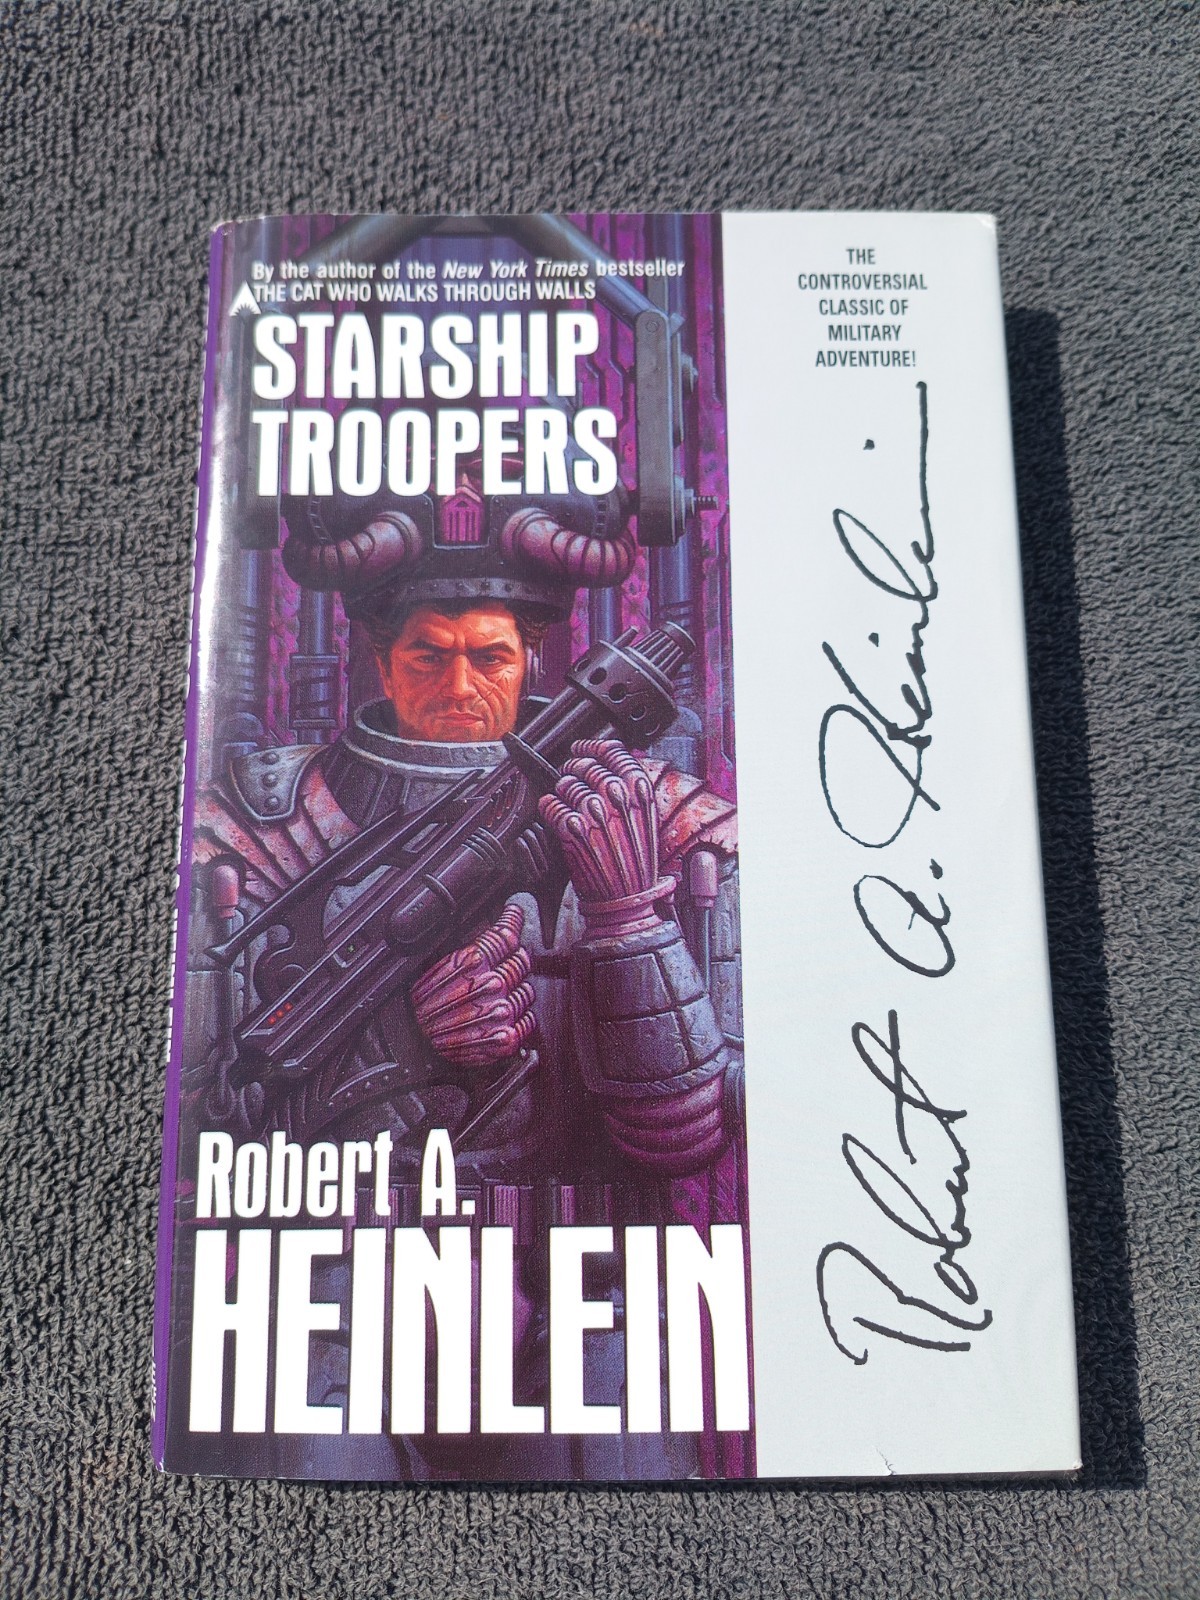 By the author of the New York Times bestseller
THE CAT WHO WALKS THROUGH WALLS
STARSHIP
TROOPERS
Robert A.
HEINLEIN
THE
CONTROVERSIAL
CLASSIC OF
MILITARY
ADVENTURE!
Robert A. Heinlein